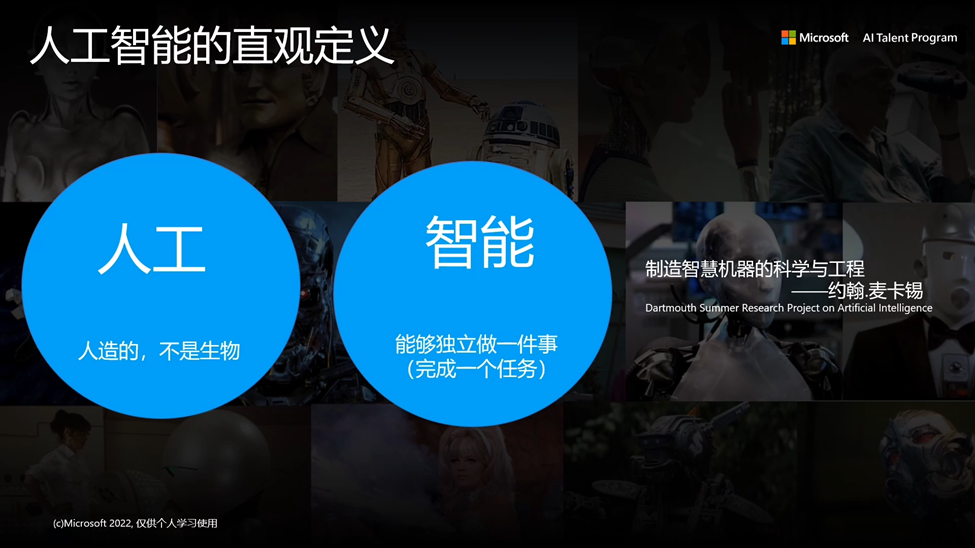 人工智能的直观定义
Microsoft AI Talent Program
人工
人造的，不是生物
智能
能够独立做一件事
（完成一个任务）
制造智慧机器的科学与工程
——约翰.麦卡锡
Dartmouth Summer Research Project on Artificial Intelligence
(c)Microsoft 2022, 仅供个人学习使用